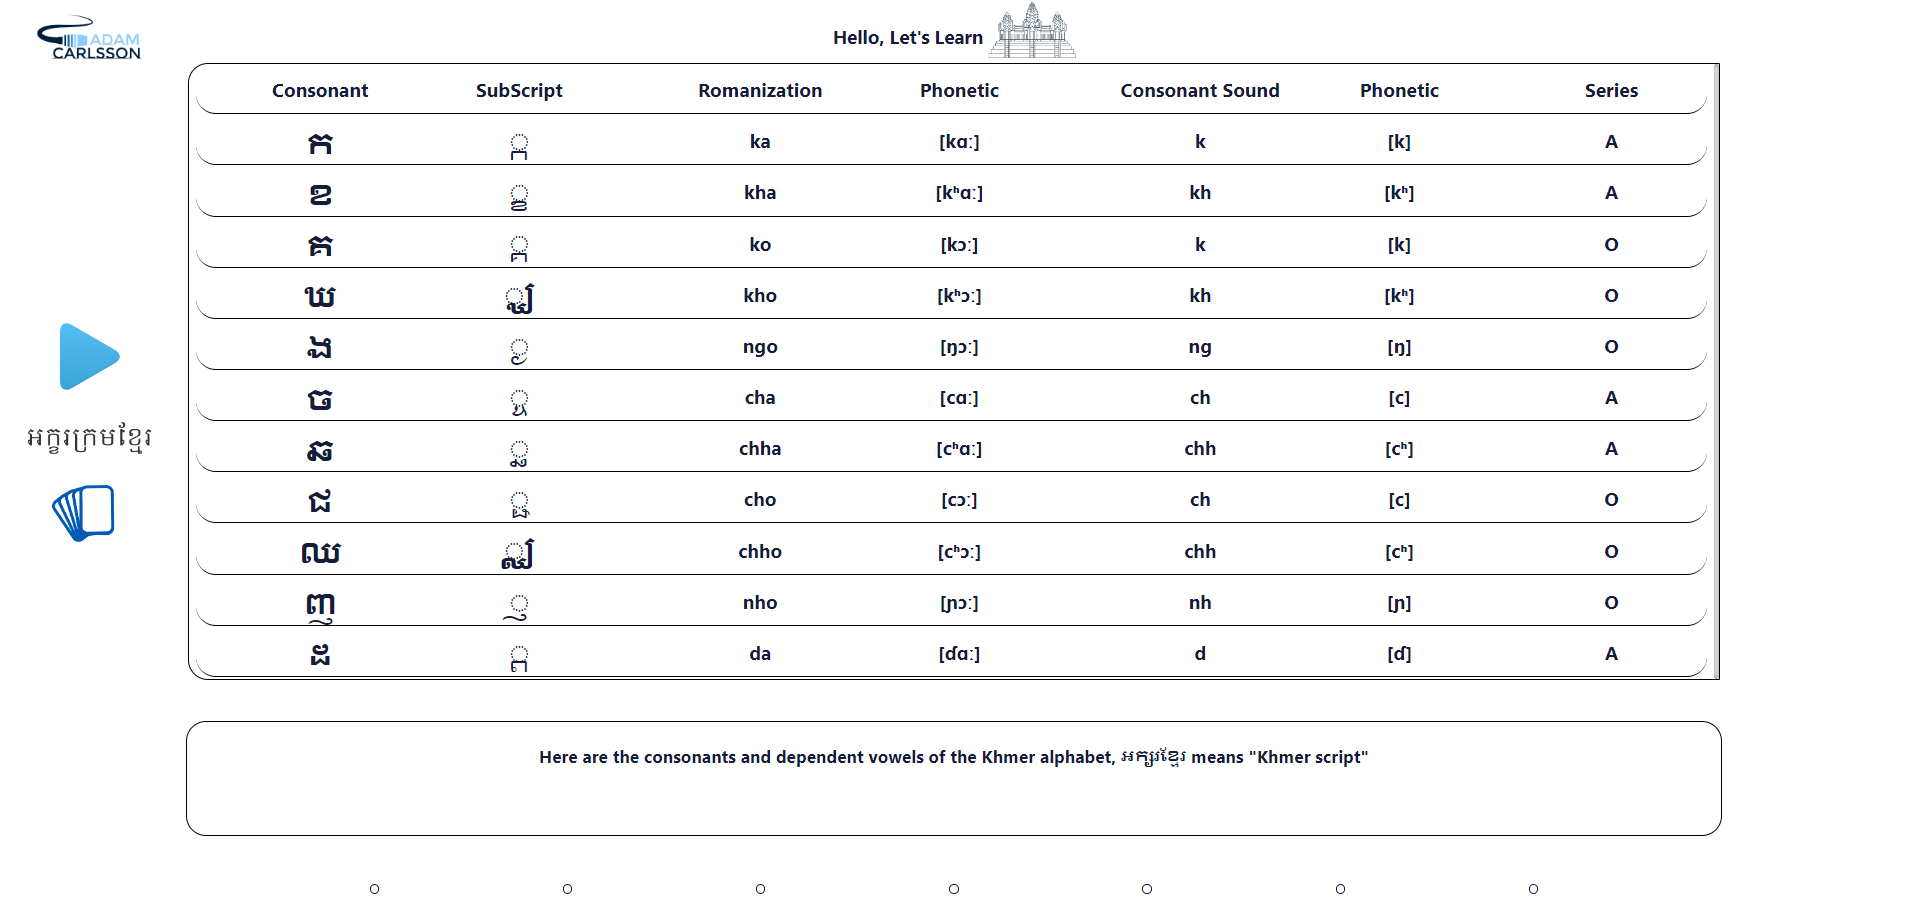 ADAM
CARLSSON
Hello, Let's Learn
Consonant SubScript Romanization Phonetic Consonant Sound Phonetic Series
ក ្ក ka [kɑː] k [k] A
ខ ្ខ kha [kʰɑː] kh [kʰ] A
គ ្គ ko [kɔː] k [k] O
ឃ ្ឃ kho [kʰɔː] kh [kʰ] O
ង ្ង ngo [ŋɔː] ng [ŋ] O
ច ្ច cha [cɑː] ch [c] A
ឆ ្ឆ chha [cʰɑː] chh [cʰ] A
ជ ្ជ cho [cɔː] ch [c] O
ឈ ្ឈ chho [cʰɔː] chh [cʰ] O
ញ ្ញ nho [ɲɔː] nh [ɲ] O
ដ ្ដ da [ɗɑː] d [ɗ] A
អក្ខរក្រមខ្មែរ
Here are the consonants and dependent vowels of the Khmer alphabet, អក្សរខ្មែរ means "Khmer script"